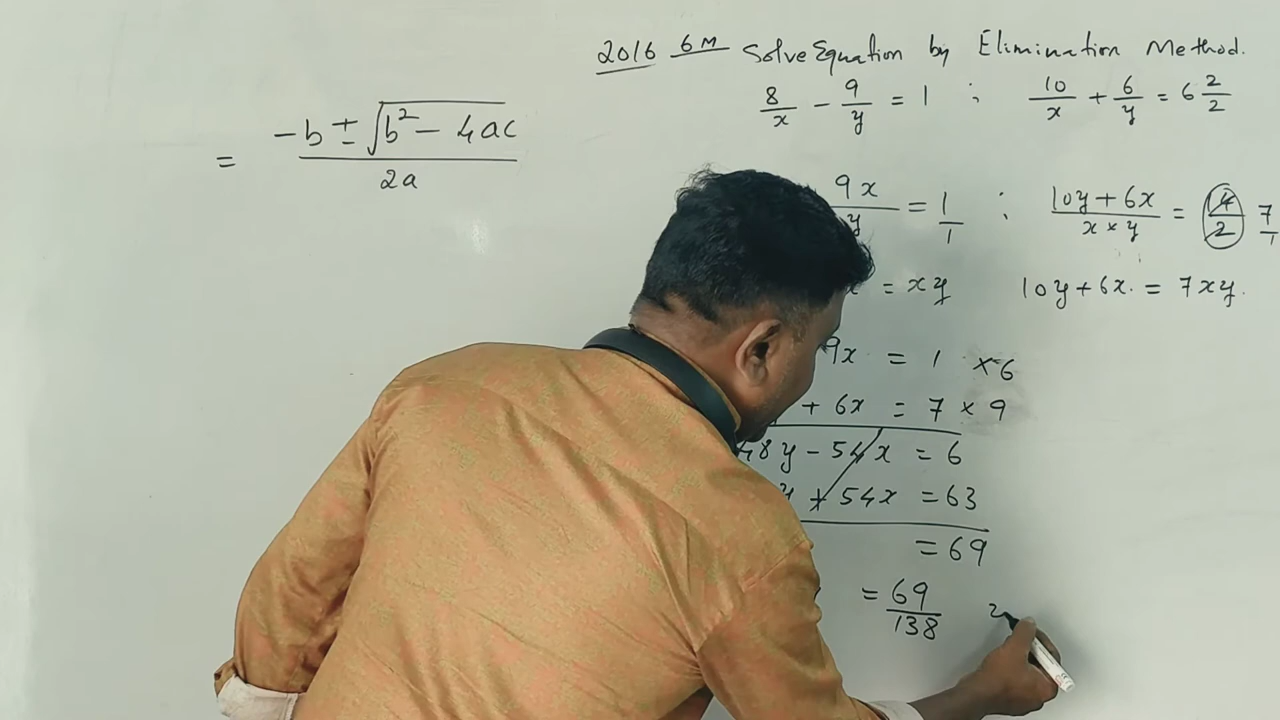 2016 6M Solve Equation by Elimination Method.
8/x - 9/y = 1 ; 10/x + 6/y = 6 2/2
= (-b ± √(b² - 4ac))/2a
9x/y = 1/1 ; (10y + 6x)/(x × y) = 14/2 7/1
= xy 10y + 6x = 7xy.
9x = 1 × 6
+ 6x = 7 × 9
48y - 54x = 6
y + 54x = 63
= 69
= 69/138